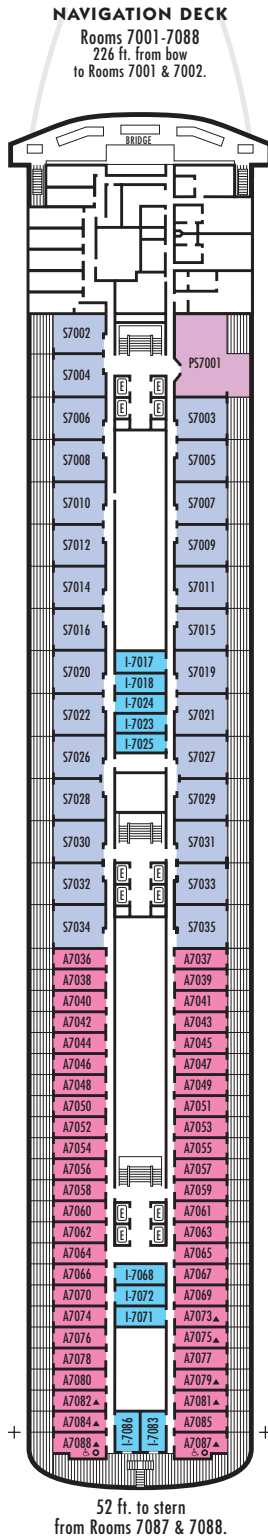 NAVIGATION DECK
Rooms 7001-7088
226 ft. from bow
to Rooms 7001 & 7002.
BRIDGE
S7002
PS7001
S7004
E E
E E
S7006 S7003
S7008 S7005
S7010 S7007
S7012 S7009
S7014 S7011
S7016 S7015
I-7017
S7020 I-7018 S7019
I-7024
S7022 I-7023 S7021
I-7025
S7026 S7027
S7028 S7029
S7030 S7031
S7032 E E S7033
E E
S7034 S7035
A7036 A7037
A7038 A7039
A7040 A7041
A7042 A7043
A7044 A7045
A7046 A7047
A7048 A7049
A7050 A7051
A7052 A7053
A7054 A7055
A7056 A7057
A7058 A7059
A7060 E E A7061
A7062 E E A7063
A7064 A7065
A7066 I-7068 A7067
A7070 I-7072 A7069
A7074 I-7071 A7073▲
A7076 A7075▲
A7078 A7077
A7080 A7079▲
A7082▲ A7081▲
A7084▲ I-7086 I-7083 A7085
A7088▲ A7087▲
52 ft. to stern
from Rooms 7087 & 7088.